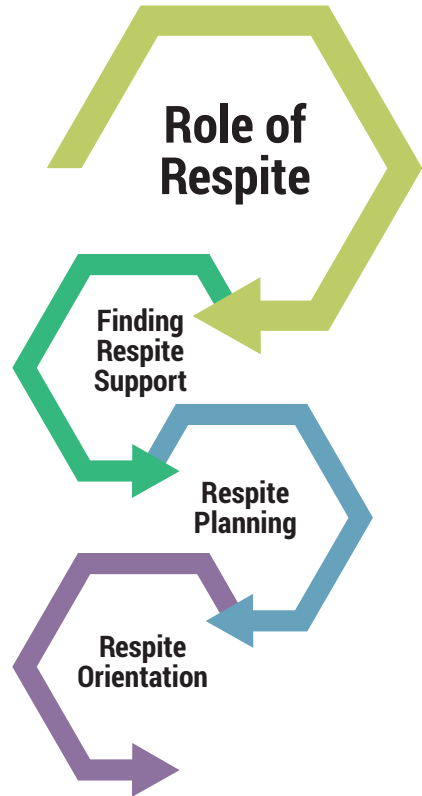 Role of
Respite
Finding
Respite
Support
Respite
Planning
Respite
Orientation